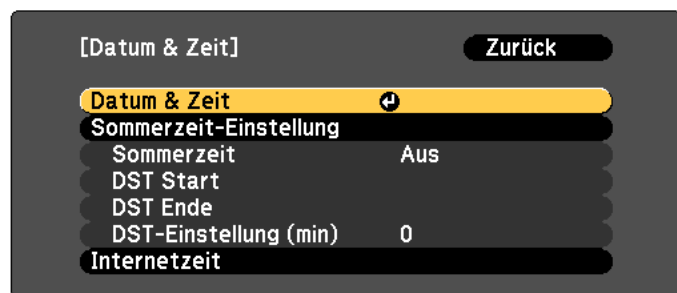 [Datum & Zeit] Zurück
Datum & Zeit
Sommerzeit-Einstellung
Sommerzeit Aus
DST Start
DST Ende
DST-Einstellung (min) 0
Internetzeit